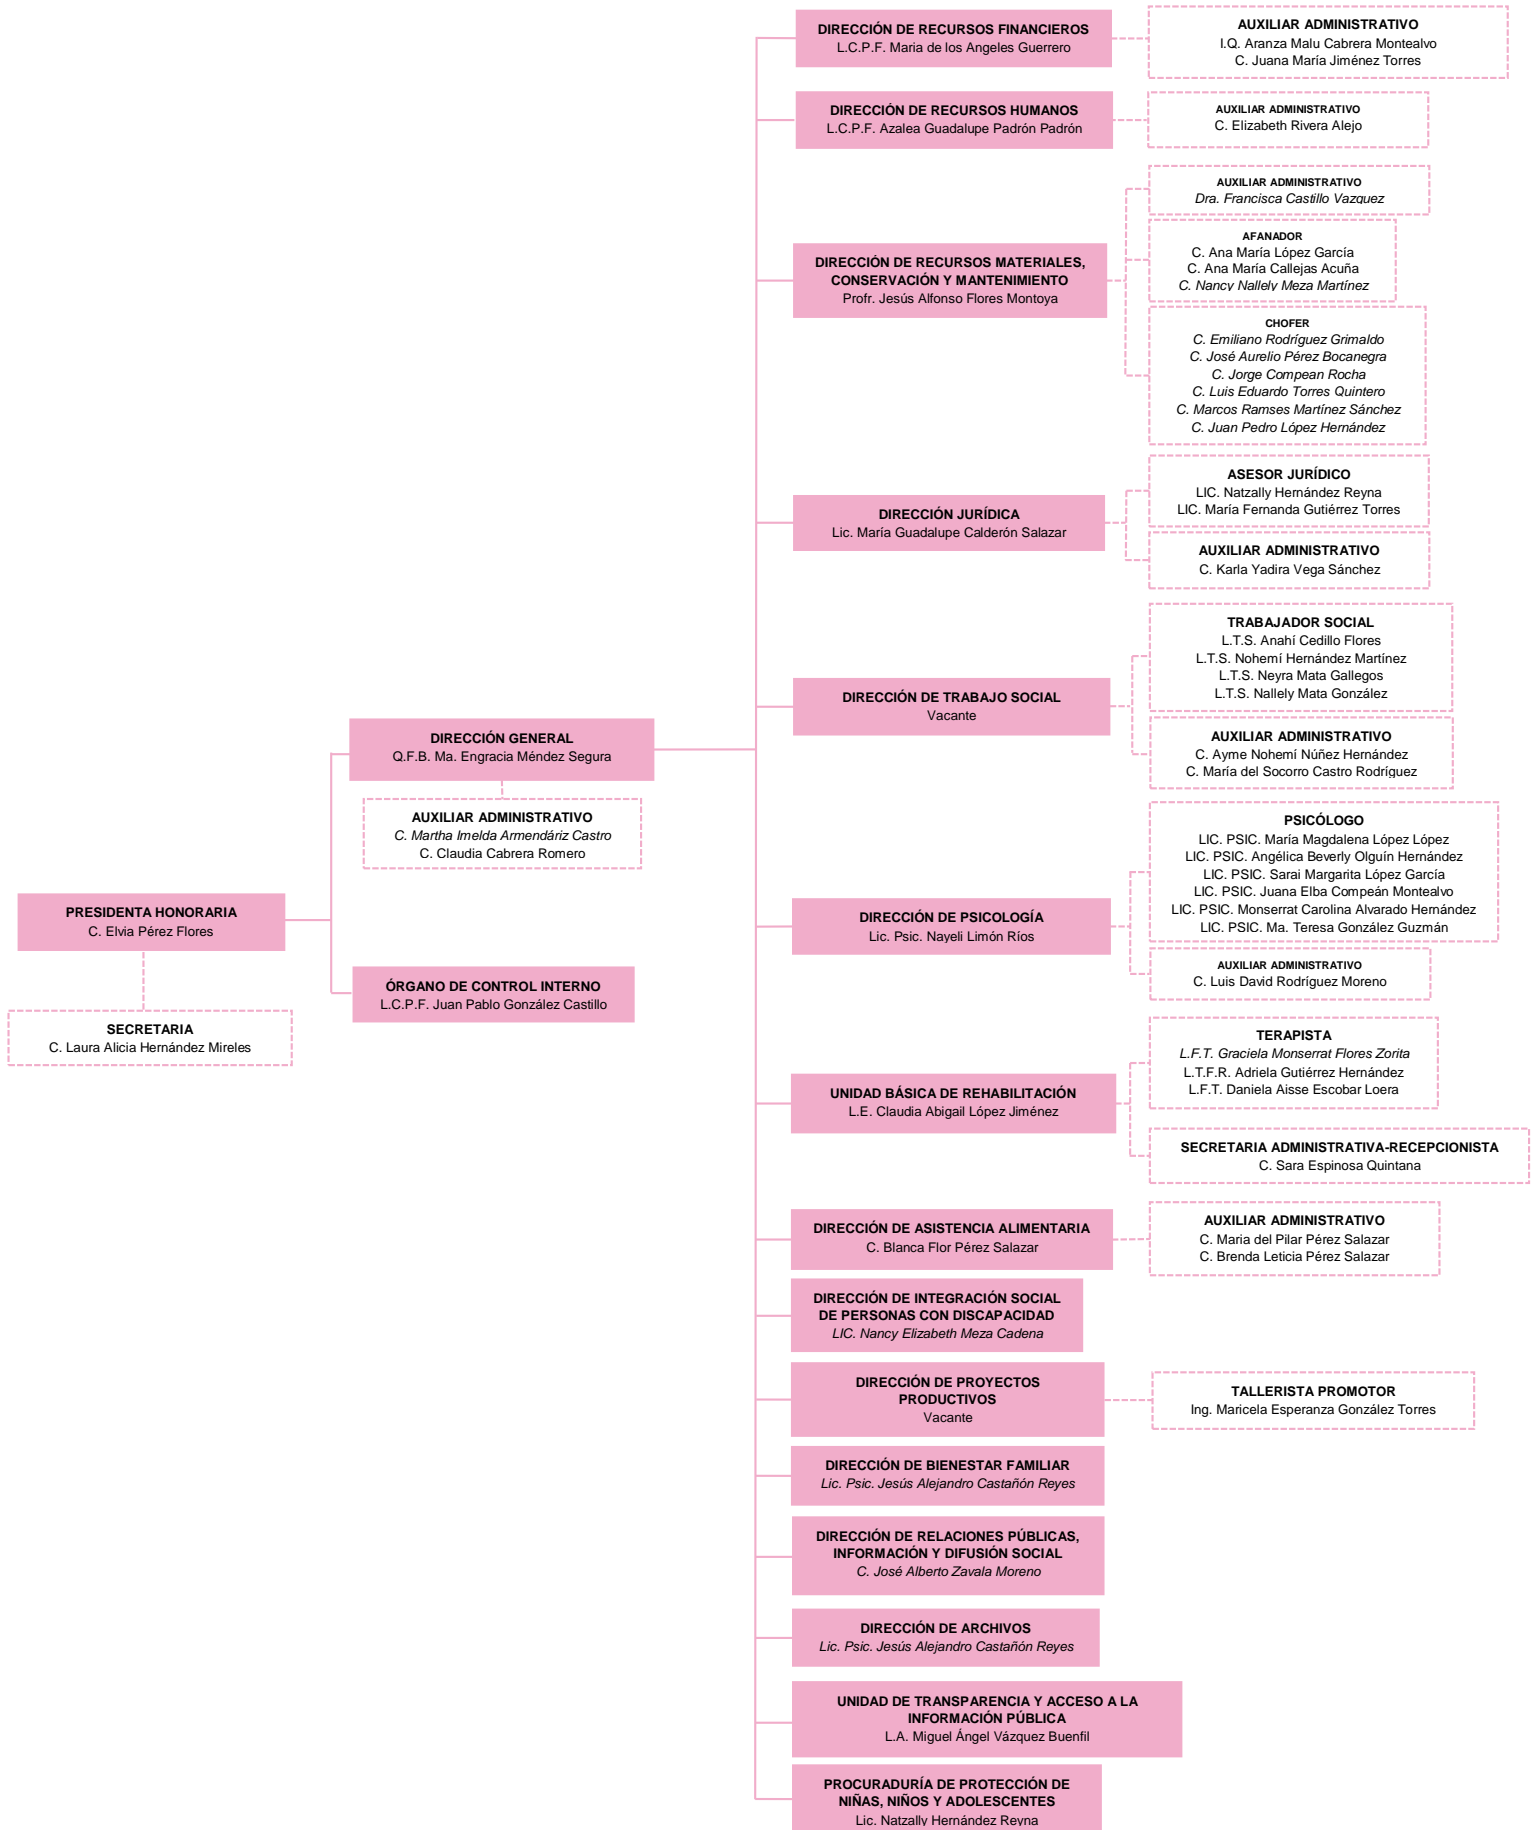 PRESIDENTA HONORARIA
C. Elvia Pérez Flores
SECRETARIA
C. Laura Alicia Hernández Mireles
DIRECCIÓN GENERAL
Q.F.B. Ma. Engracia Méndez Segura
AUXILIAR ADMINISTRATIVO
C. Martha Imelda Armendáriz Castro
C. Claudia Cabrera Romero
ÓRGANO DE CONTROL INTERNO
L.C.P.F. Juan Pablo González Castillo
DIRECCIÓN DE RECURSOS FINANCIEROS
L.C.P.F. Maria de los Angeles Guerrero
AUXILIAR ADMINISTRATIVO
I.Q. Aranza Malu Cabrera Montealvo
C. Juana María Jiménez Torres
DIRECCIÓN DE RECURSOS HUMANOS
L.C.P.F. Azalea Guadalupe Padrón Padrón
AUXILIAR ADMINISTRATIVO
C. Elizabeth Rivera Alejo
DIRECCIÓN DE RECURSOS MATERIALES,
CONSERVACIÓN Y MANTENIMIENTO
Profr. Jesús Alfonso Flores Montoya
AUXILIAR ADMINISTRATIVO
Dra. Francisca Castillo Vazquez
AFANADOR
C. Ana María López García
C. Ana María Callejas Acuña
C. Nancy Nallely Meza Martínez
CHOFER
C. Emiliano Rodríguez Grimaldo
C. José Aurelio Pérez Bocanegra
C. Jorge Compean Rocha
C. Luis Eduardo Torres Quintero
C. Marcos Ramses Martínez Sánchez
C. Juan Pedro López Hernández
DIRECCIÓN JURÍDICA
Lic. María Guadalupe Calderón Salazar
ASESOR JURÍDICO
LIC. Natzally Hernández Reyna
LIC. María Fernanda Gutiérrez Torres
AUXILIAR ADMINISTRATIVO
C. Karla Yadira Vega Sánchez
DIRECCIÓN DE TRABAJO SOCIAL
Vacante
TRABAJADOR SOCIAL
L.T.S. Anahí Cedillo Flores
L.T.S. Nohemí Hernández Martínez
L.T.S. Neyra Mata Gallegos
L.T.S. Nallely Mata González
AUXILIAR ADMINISTRATIVO
C. Ayme Nohemí Núñez Hernández
C. María del Socorro Castro Rodríguez
DIRECCIÓN DE PSICOLOGÍA
Lic. Psic. Nayeli Limón Ríos
PSICÓLOGO
LIC. PSIC. María Magdalena López López
LIC. PSIC. Angélica Beverly Olguín Hernández
LIC. PSIC. Sarai Margarita López García
LIC. PSIC. Juana Elba Compeán Montealvo
LIC. PSIC. Monserrat Carolina Alvarado Hernández
LIC. PSIC. Ma. Teresa González Guzmán
AUXILIAR ADMINISTRATIVO
C. Luis David Rodríguez Moreno
UNIDAD BÁSICA DE REHABILITACIÓN
L.E. Claudia Abigail López Jiménez
TERAPISTA
L.F.T. Graciela Monserrat Flores Zorita
L.T.F.R. Adriela Gutiérrez Hernández
L.F.T. Daniela Aisse Escobar Loera
SECRETARIA ADMINISTRATIVA-RECEPCIONISTA
C. Sara Espinosa Quintana
DIRECCIÓN DE ASISTENCIA ALIMENTARIA
C. Blanca Flor Pérez Salazar
AUXILIAR ADMINISTRATIVO
C. Maria del Pilar Pérez Salazar
C. Brenda Leticia Pérez Salazar
DIRECCIÓN DE INTEGRACIÓN SOCIAL
DE PERSONAS CON DISCAPACIDAD
LIC. Nancy Elizabeth Meza Cadena
DIRECCIÓN DE PROYECTOS
PRODUCTIVOS
Vacante
TALLERISTA PROMOTOR
Ing. Maricela Esperanza González Torres
DIRECCIÓN DE BIENESTAR FAMILIAR
Lic. Psic. Jesús Alejandro Castañón Reyes
DIRECCIÓN DE RELACIONES PÚBLICAS,
INFORMACIÓN Y DIFUSIÓN SOCIAL
C. José Alberto Zavala Moreno
DIRECCIÓN DE ARCHIVOS
Lic. Psic. Jesús Alejandro Castañón Reyes
UNIDAD DE TRANSPARENCIA Y ACCESO A LA
INFORMACIÓN PÚBLICA
L.A. Miguel Ángel Vázquez Buenfil
PROCURADURÍA DE PROTECCIÓN DE
NIÑAS, NIÑOS Y ADOLESCENTES
Lic. Natzally Hernández Reyna